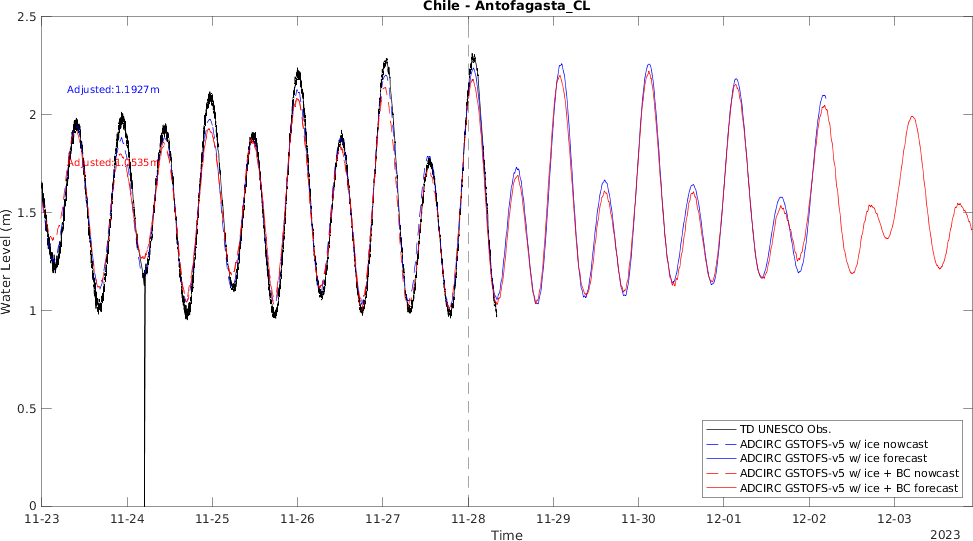 Chile - Antofagasta_CL
2.5
2
1.5
1
0.5
0
Water Level (m)
Adjusted:1.1927m
TD UNESCO Obs.
ADCIRC GSTOFS-v5 w/ ice nowcast
ADCIRC GSTOFS-v5 w/ ice forecast
ADCIRC GSTOFS-v5 w/ ice + BC nowcast
ADCIRC GSTOFS-v5 w/ ice + BC forecast
11-23
11-24
11-25
11-26
11-27
11-28
11-29
11-30
12-01
12-02
12-03
Time
2023